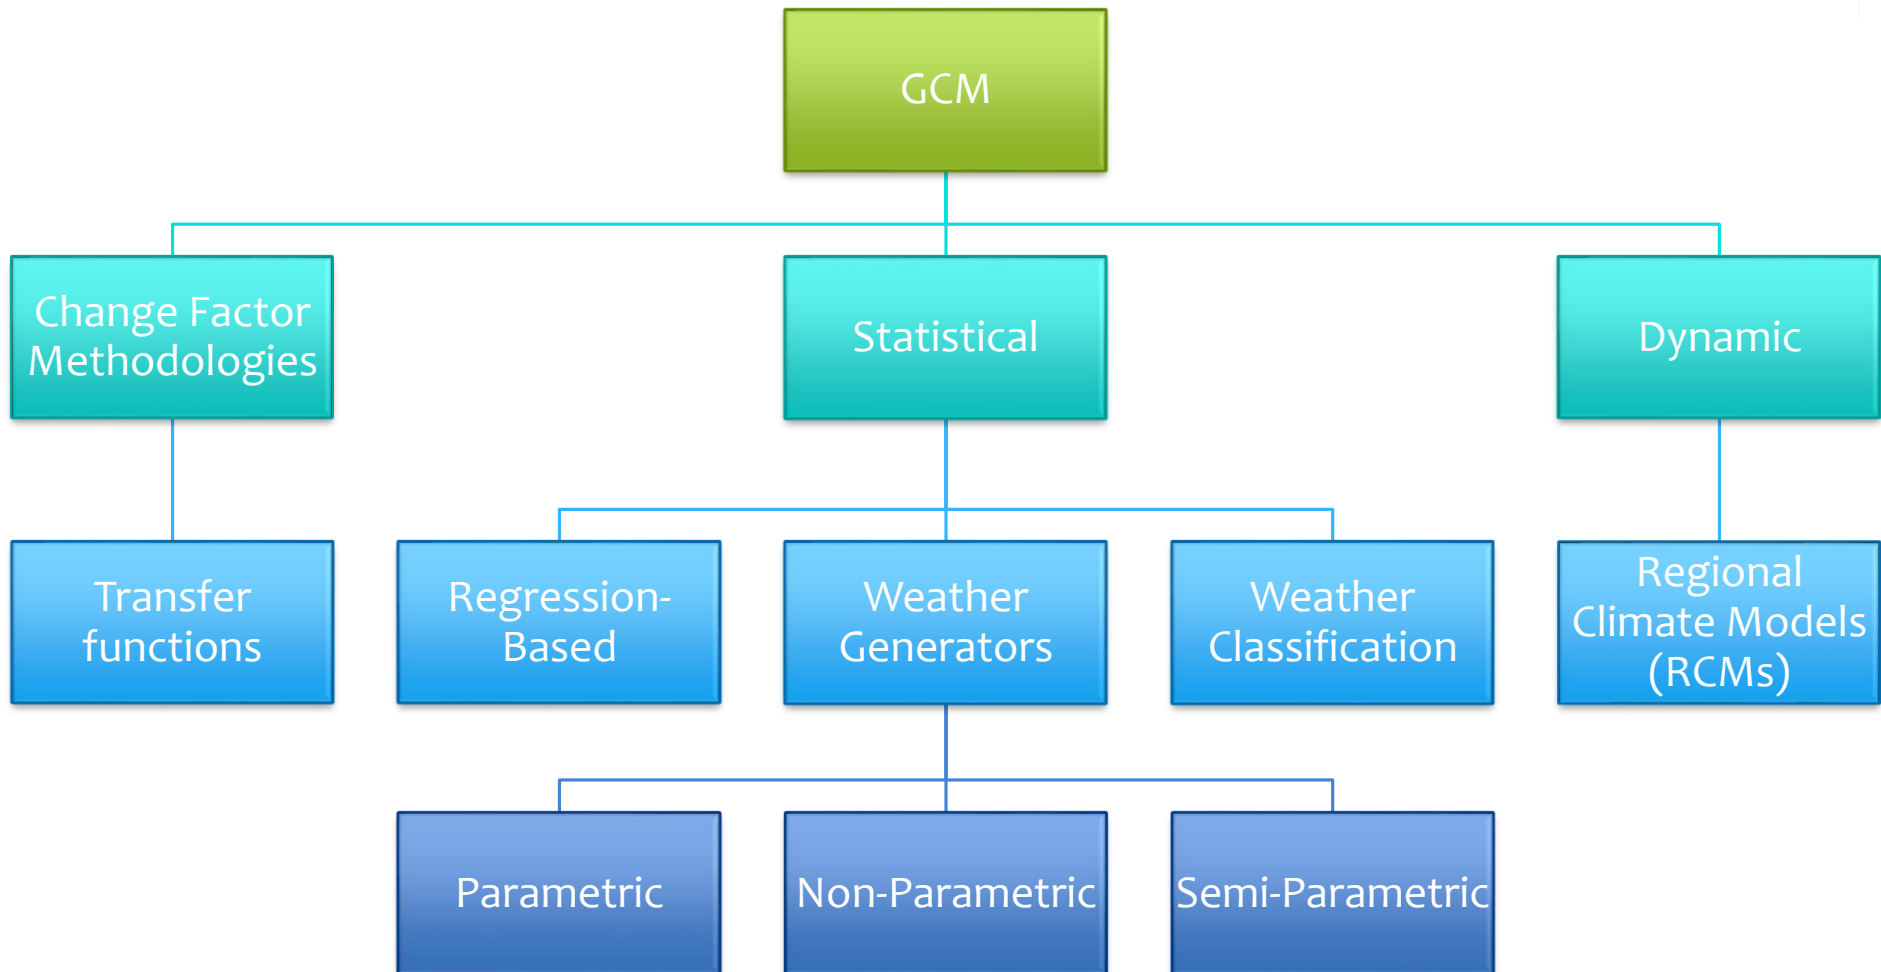 GCM
Change Factor
Methodologies
Statistical
Dynamic
Transfer
functions
Regression-
Based
Weather
Generators
Weather
Classification
Regional
Climate Models
(RCMs)
Parametric
Non-Parametric
Semi-Parametric